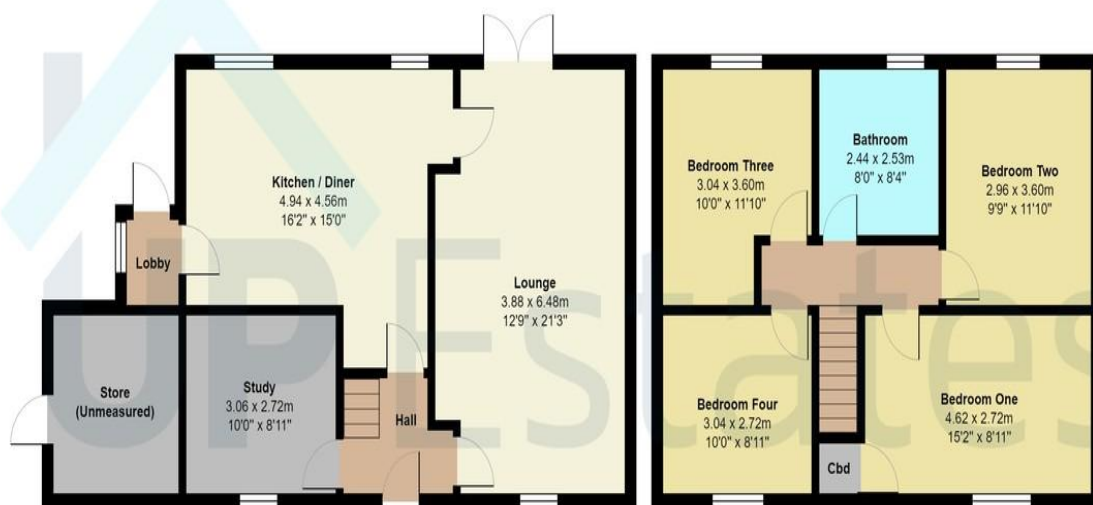 Kitchen / Diner
4.94 x 4.56m
16'2" x 15'0"
Lobby
Lounge
3.88 x 6.48m
12'9" x 21'3"
Store
(Unmeasured)
Study
3.06 x 2.72m
10'0" x 8'11"
Hall
Bedroom Three
3.04 x 3.60m
10'0" x 11'10"
Bathroom
2.44 x 2.53m
8'0" x 8'4"
Bedroom Two
2.96 x 3.60m
9'9" x 11'10"
Bedroom Four
3.04 x 2.72m
10'0" x 8'11"
Cbd
Bedroom One
4.62 x 2.72m
15'2" x 8'11"
UPEstates